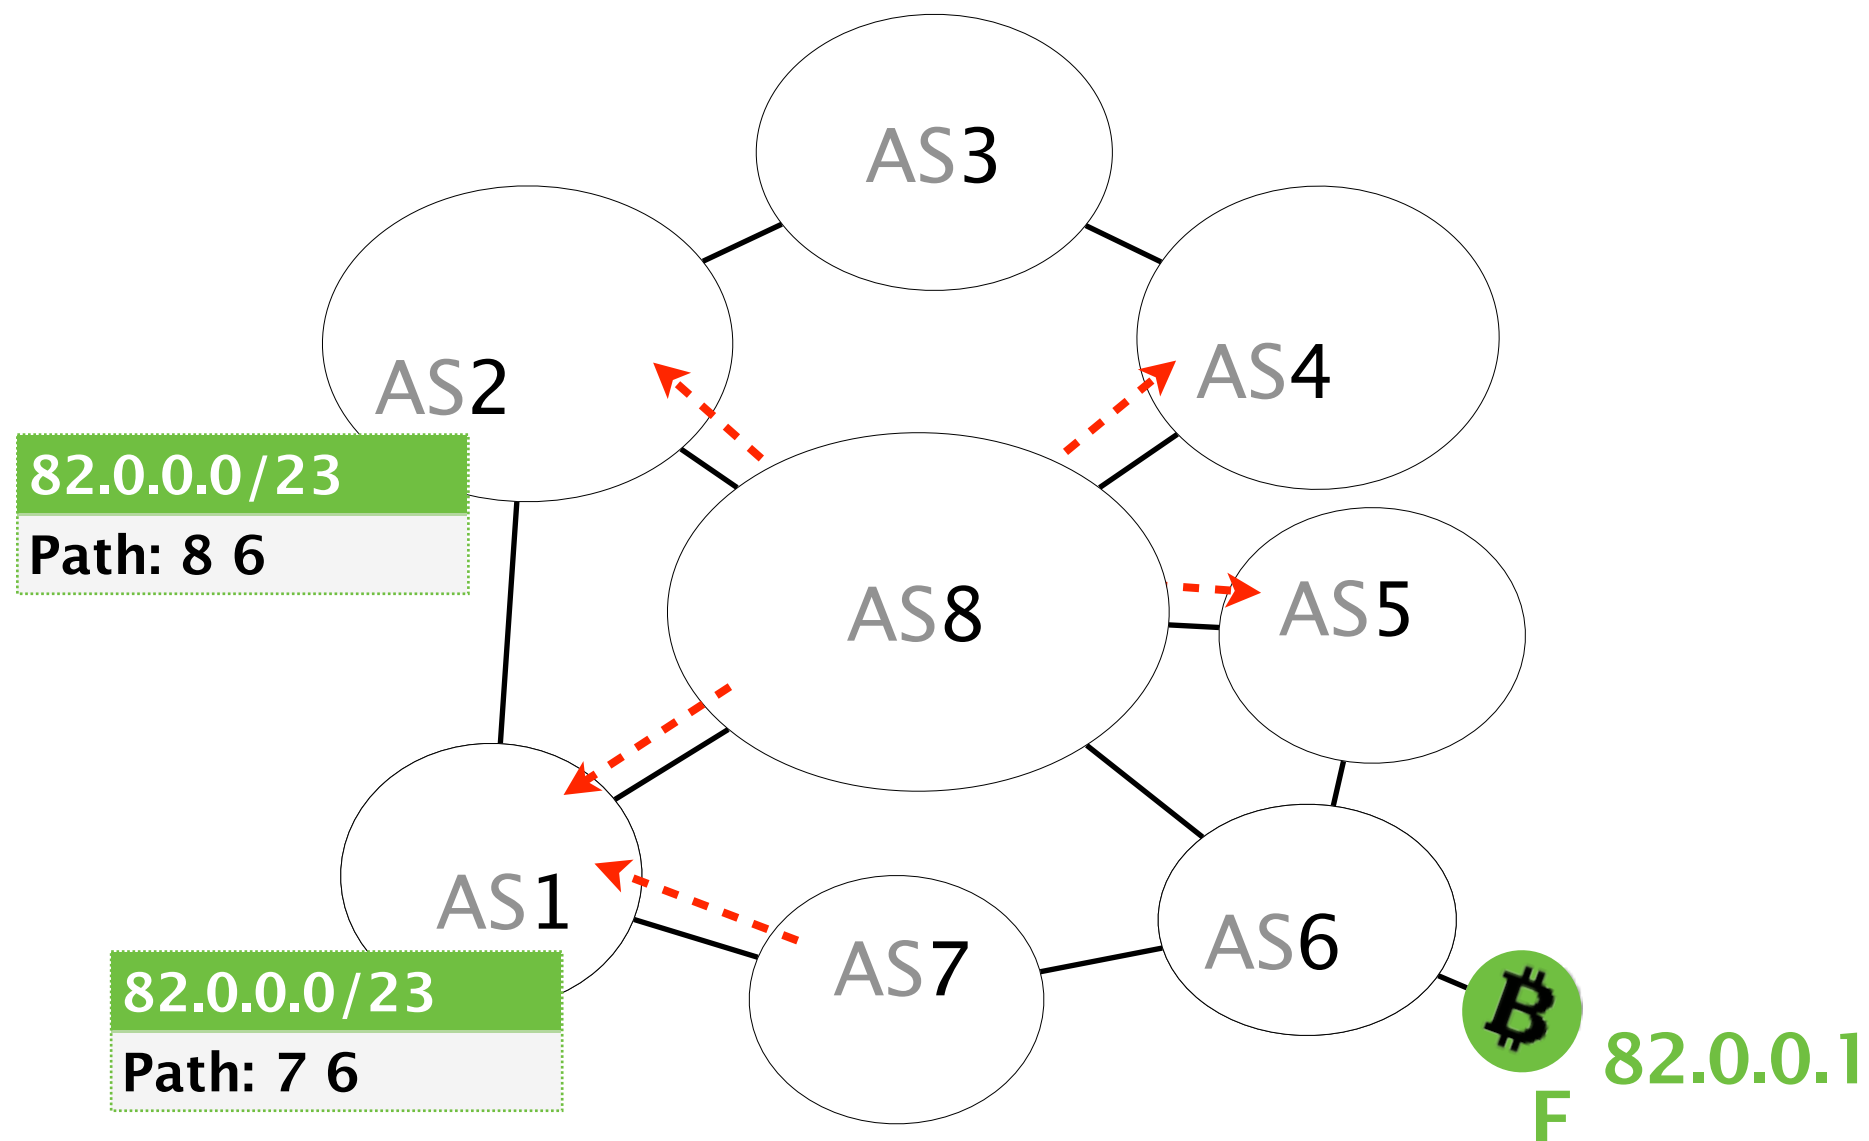 AS3
AS2
AS4
82.0.0.0/23
Path: 8 6
AS8
AS5
AS1
AS7
AS6
82.0.0.0/23
Path: 7 6
82.0.0.1
F